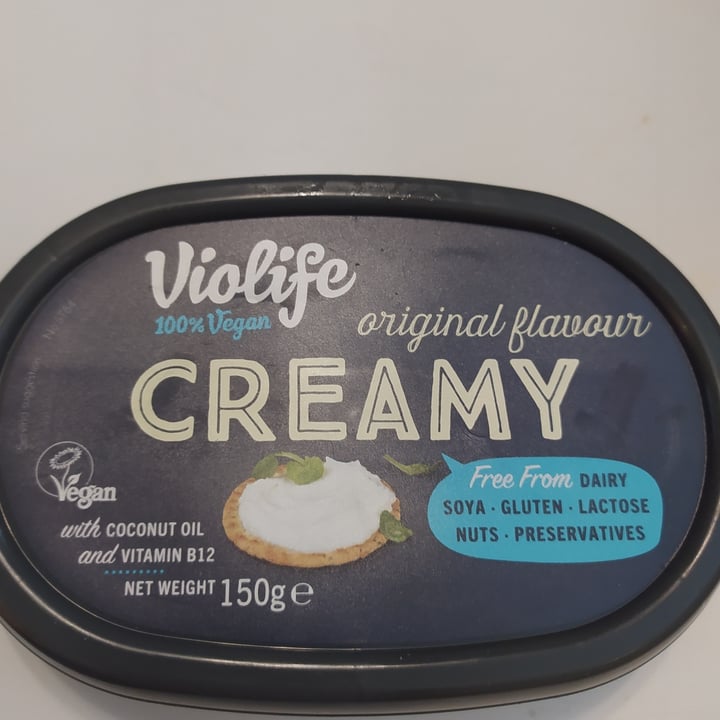 Violife
100% Vegan
original flavour
CREAMY
Vegan
with COCONUT OIL
and VITAMIN B12
NET WEIGHT 150g e
Free From DAIRY
SOYA · GLUTEN · LACTOSE
NUTS · PRESERVATIVES